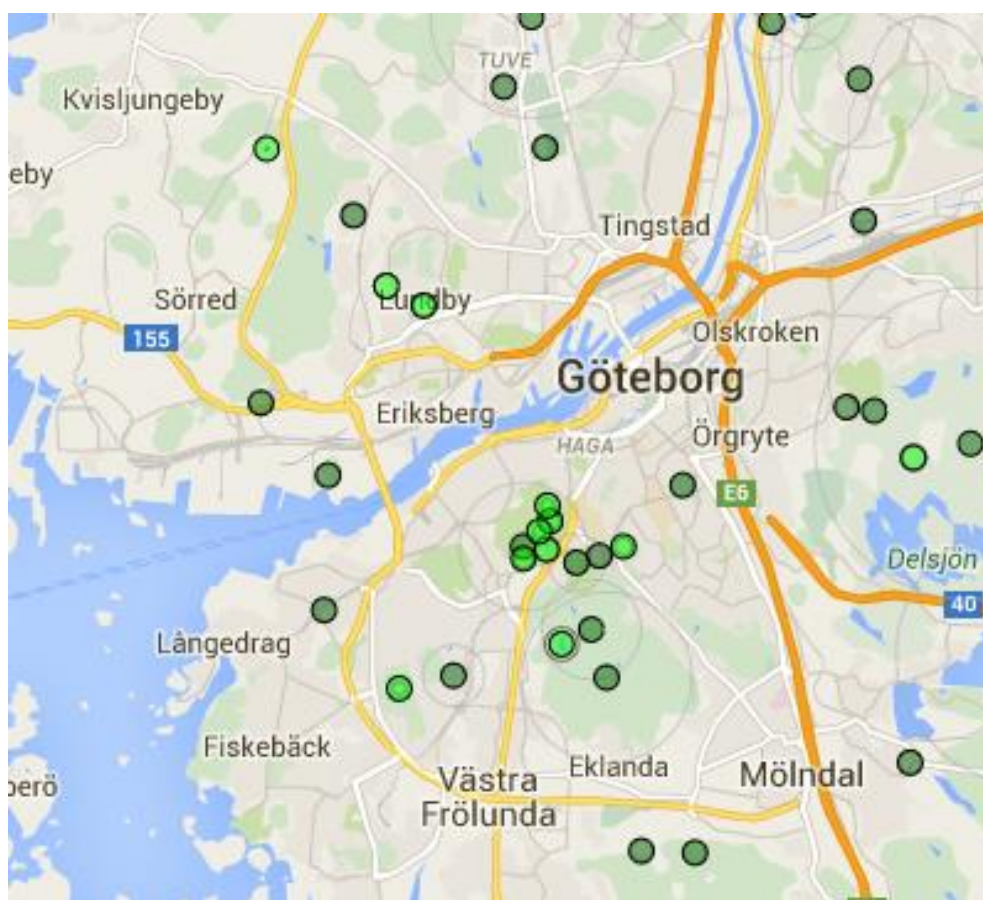 TUVE
Kvisljungeby
eby
Tingstad
Sörred
Lundby
155
Olskroken
Göteborg
Eriksberg
HAGA
Örgryte
E6
Delsjön
40
Långedrag
Fiskebäck
Eklanda
Mölndal
Västra
Frölunda